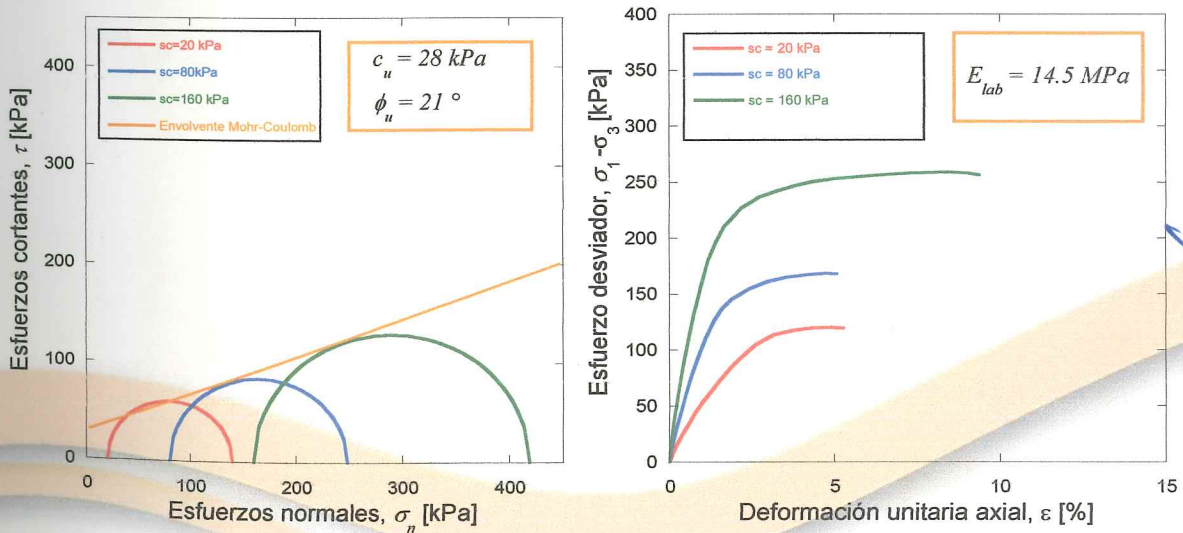 Esfuerzos cortantes, τ [kPa]
400
300
200
100
0
sc=20 kPa
sc=80kPa
sc=160 kPa
Envolvente Mohr-Coulomb
c_u = 28 kPa
ϕ_u = 21 °
0 100 200 300 400
Esfuerzos normales, σ_n [kPa]
Esfuerzo desviador, σ_1 -σ_3 [kPa]
400
350
300
250
200
150
100
50
0
sc = 20 kPa
sc = 80 kPa
sc = 160 kPa
E_lab = 14.5 MPa
0 5 10 15
Deformación unitaria axial, ε [%]